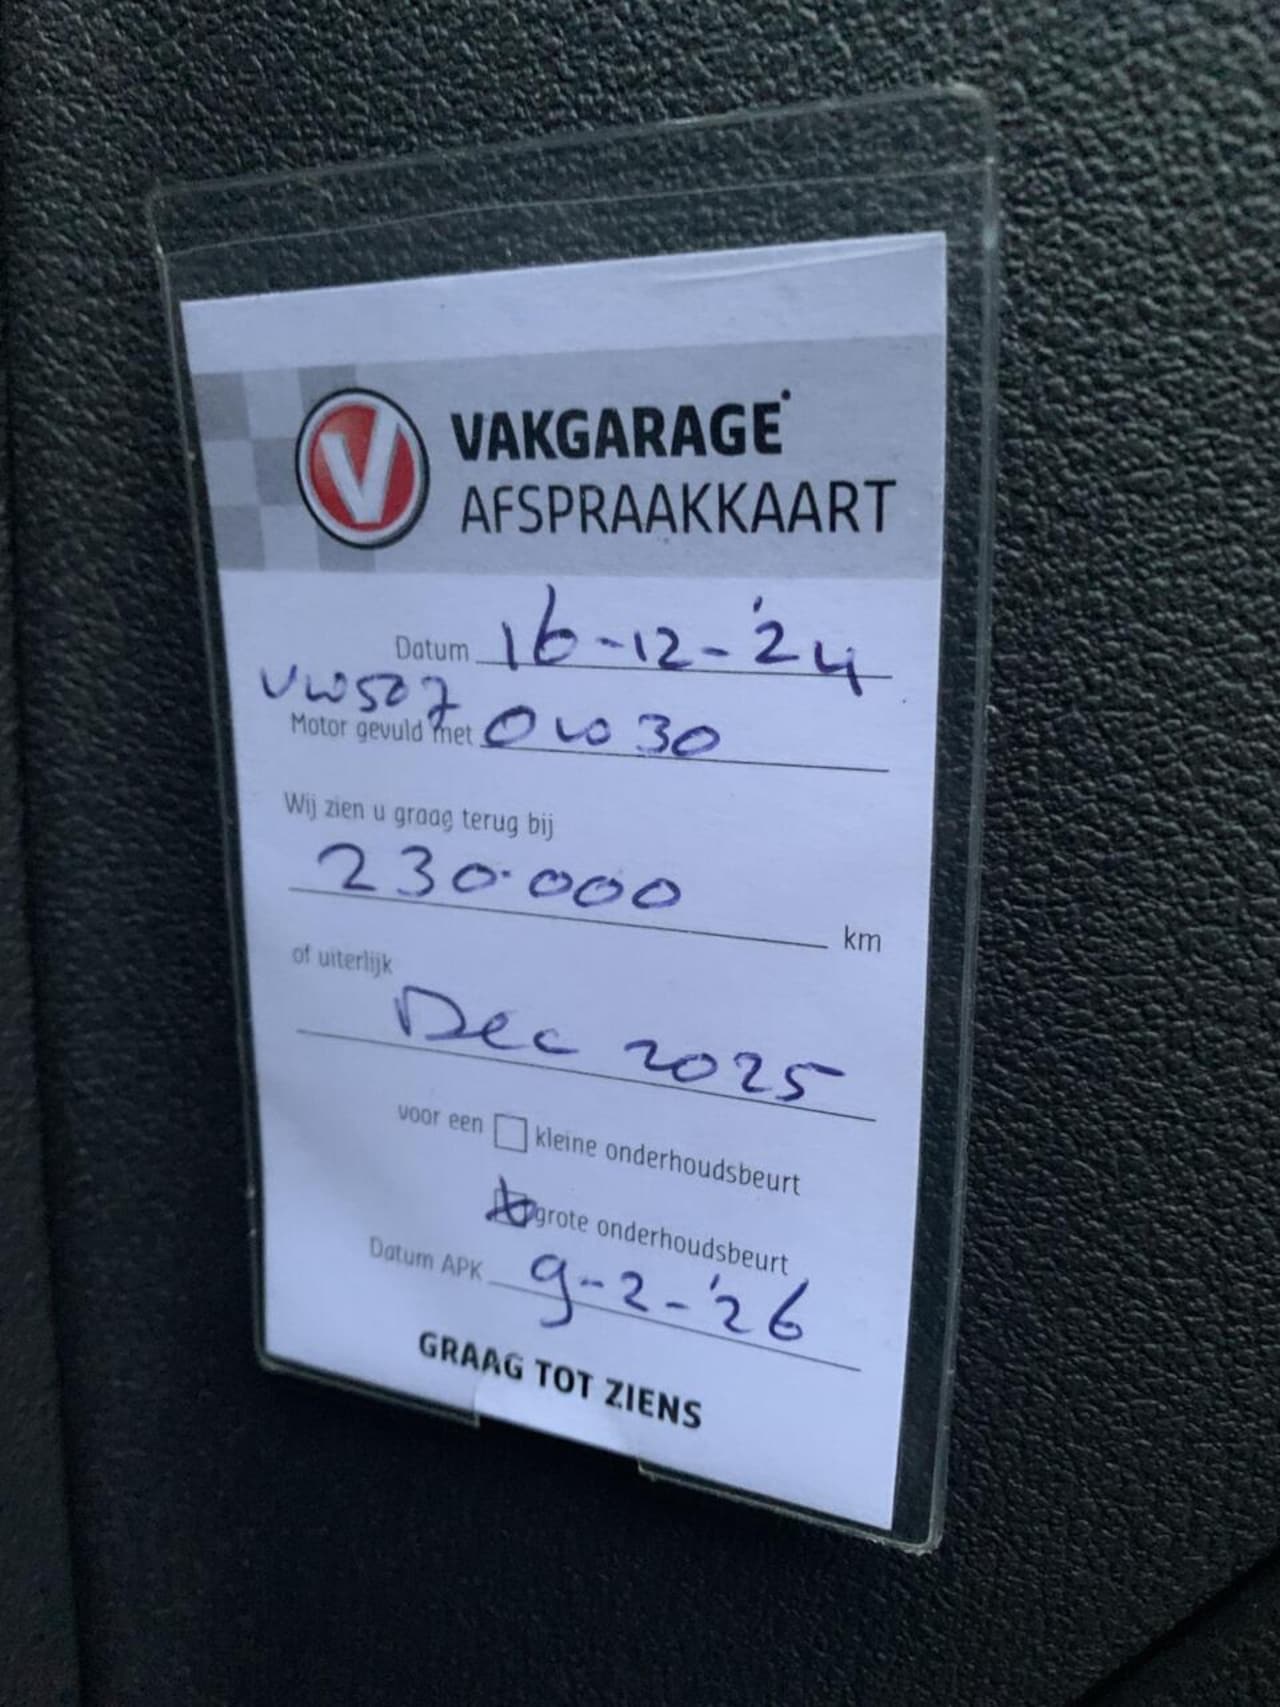 V
VAKGARAGE
AFSPRAAKKAART
Datum 16-12-'24
VW507
Motor gevuld met 0w30
Wij zien u graag terug bij
230.000 km
of uiterlijk
Dec 2025
voor een kleine onderhoudsbeurt
grote onderhoudsbeurt
Datum APK 9-2-'26
GRAAG TOT ZIENS